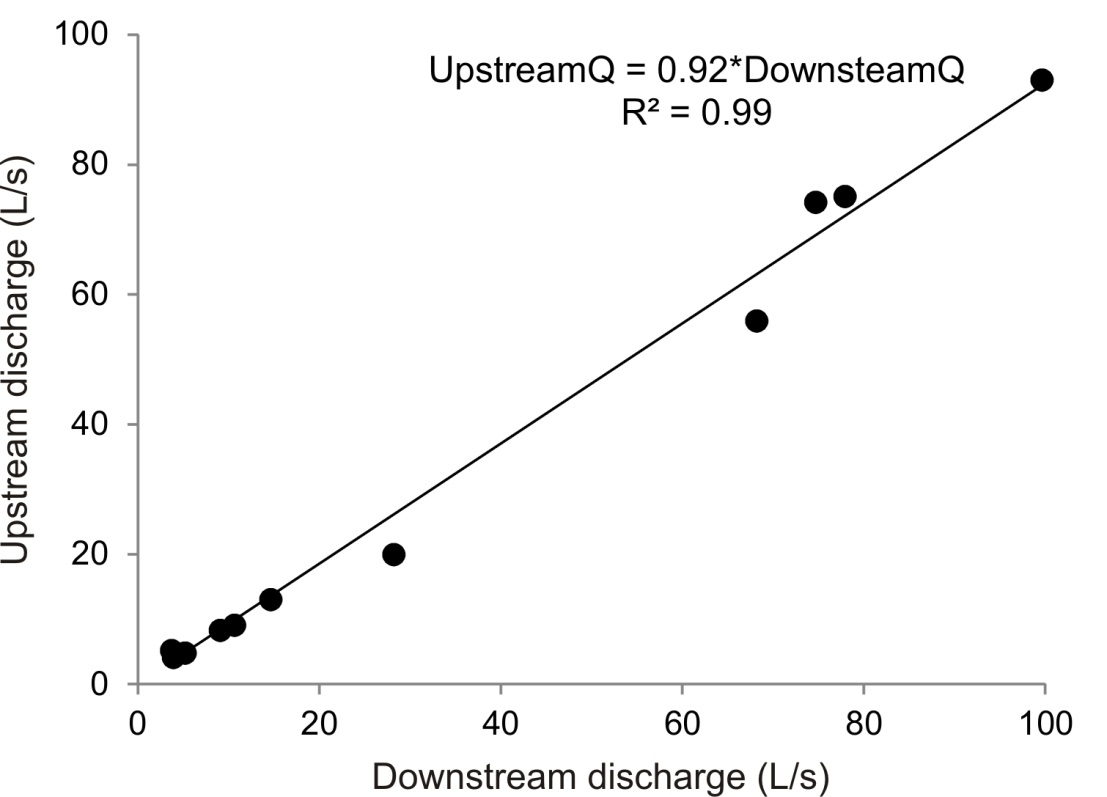 100
UpstreamQ = 0.92*DownsteamQ
R² = 0.99
80
60
40
20
0
0 20 40 60 80 100
Upstream discharge (L/s)
Downstream discharge (L/s)